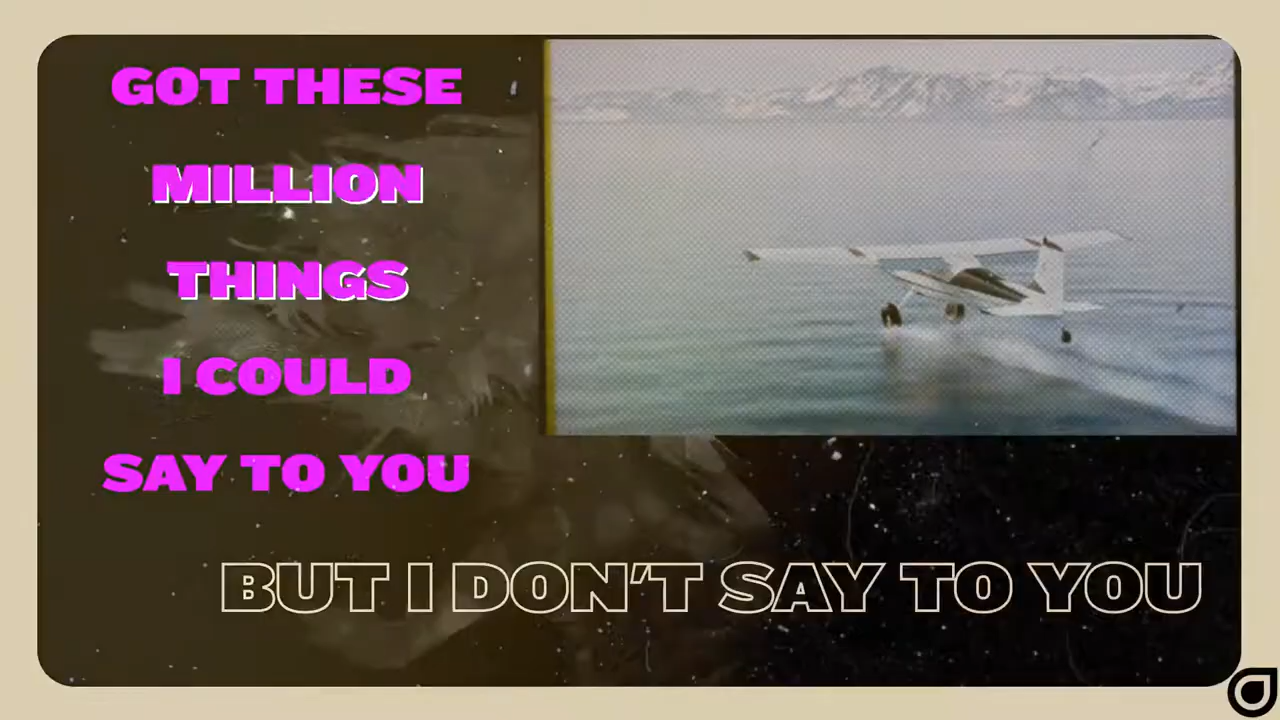 GOT THESE
MILLION
THINGS
I COULD
SAY TO YOU
BUT I DON'T SAY TO YOU